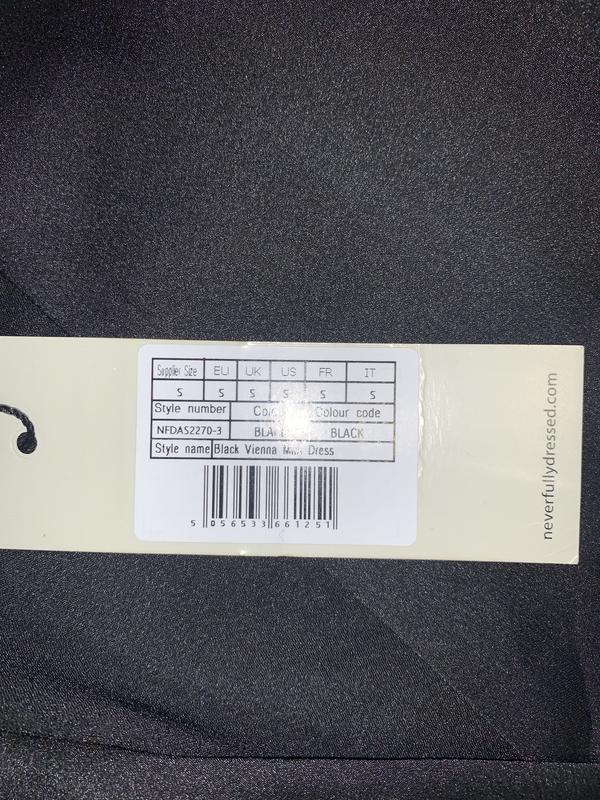 Supplier Size EU UK US FR IT
S S S S S S
Style number Colour code
NFDAS2270-3 BLACK
Style name Black Vienna Dress
5 056533 661251
neverfullydressed.com